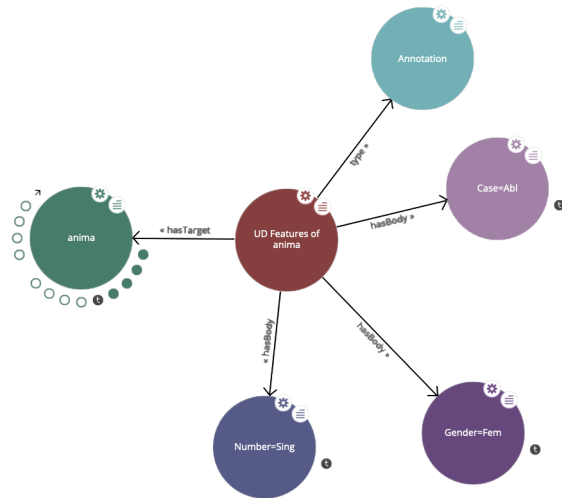 Annotation
type »
Case=Abl
hasBody »
t
anima
« hasTarget
UD Features of
anima
t
« hasBody
hasBody »
Number=Sing
t
Gender=Fem
t